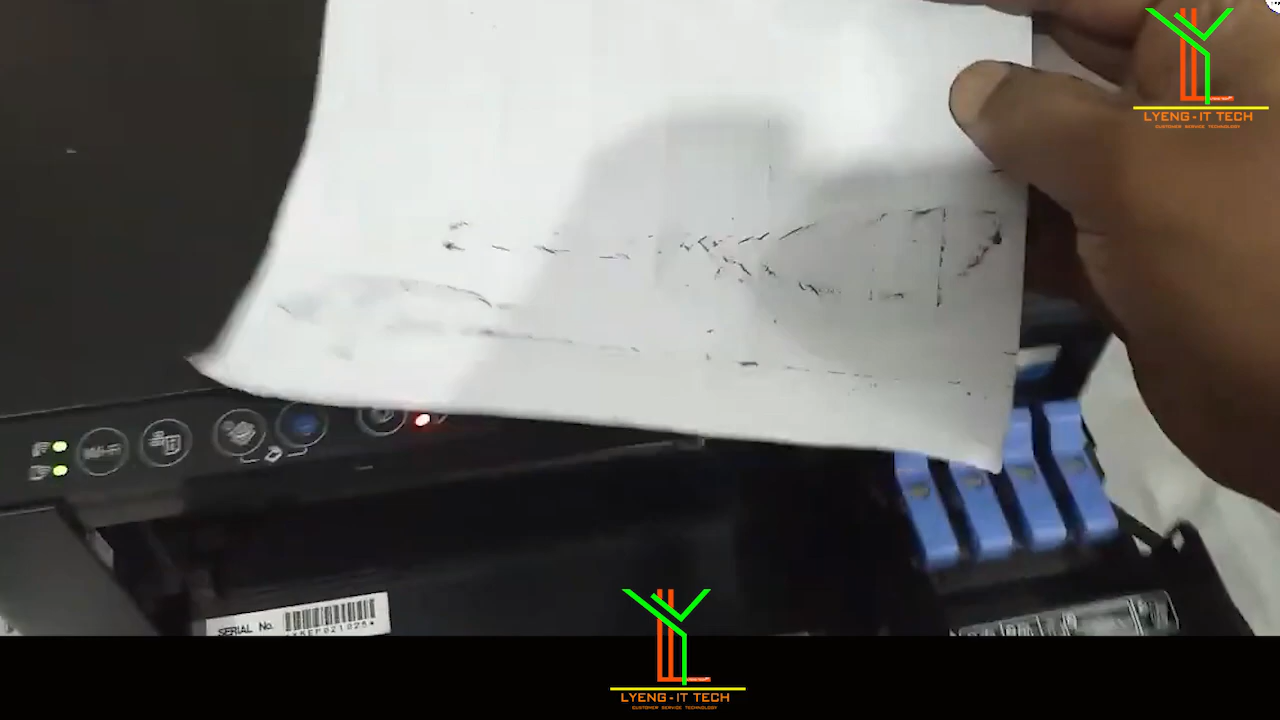 LYENG-IT TECH
CUSTOMER SERVICE TECHNOLOGY
Wi-Fi
SERIAL No.
LYENG-IT TECH
CUSTOMER SERVICE TECHNOLOGY